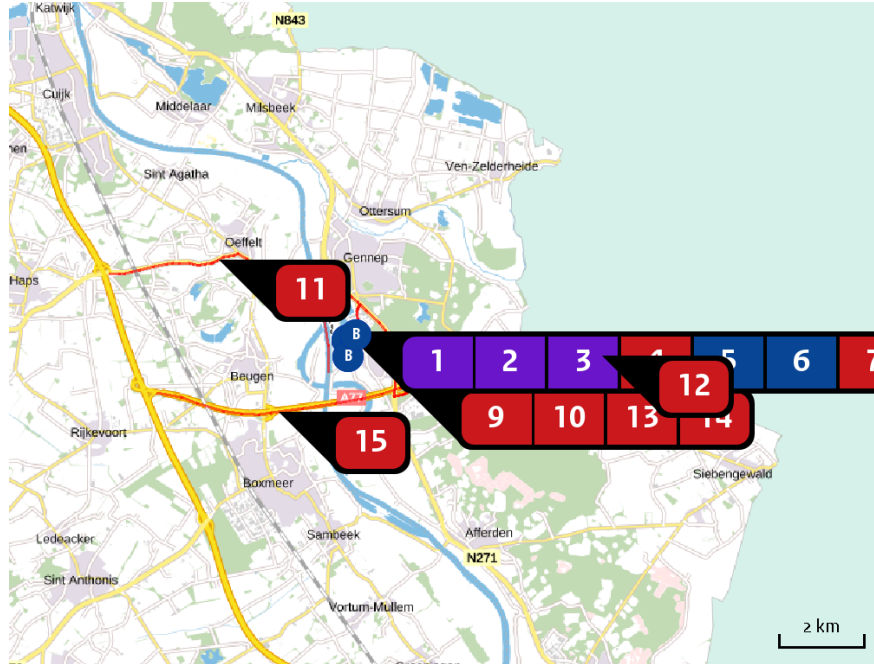 Katwijk
N843
Cuijk
Middelaar
Milsbeek
Ven-Zelderheide
Sint Agatha
Ottersum
Oeffelt
Gennep
Haps
11
B
B
1 2 3 5 6 7
12
Beugen
A77
9 10 13 14
15
Rijkevoort
Siebengewald
Boxmeer
Sambeek
Afferden
Ledeacker
N271
Sint Anthonis
Vortum-Mullem
2 km